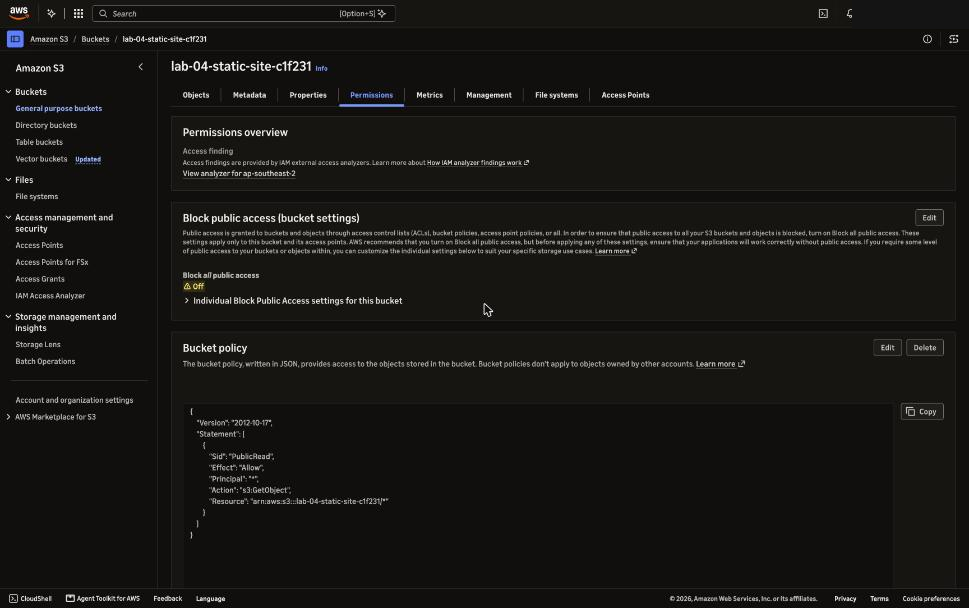 aws
Search
[Option+S]
Amazon S3 / Buckets / lab-04-static-site-c1f231
Amazon S3
Buckets
General purpose buckets
Directory buckets
Table buckets
Vector buckets Updated
Files
File systems
Access management and
security
Access Points
Access Points for FSx
Access Grants
IAM Access Analyzer
Storage management and
insights
Storage Lens
Batch Operations
Account and organization settings
AWS Marketplace for S3
lab-04-static-site-c1f231 Info
Objects Metadata Properties Permissions Metrics Management File systems Access Points
Permissions overview
Access finding
Access findings are provided by IAM external access analyzers. Learn more about How IAM analyzer findings work
View analyzer for ap-southeast-2
Block public access (bucket settings)
Edit
Public access is granted to buckets and objects through access control lists (ACLs), bucket policies, access point policies, or all. In order to ensure that public access to all your S3 buckets and objects is blocked, turn on Block all public access. These
settings apply only to this bucket and its access points. AWS recommends that you turn on Block all public access, but before applying any of these settings, ensure that your applications will work correctly without public access. If you require some level
of public access to your buckets or objects within, you can customize the individual settings below to suit your specific storage use cases. Learn more
Block all public access
Off
Individual Block Public Access settings for this bucket
Bucket policy
Edit Delete
The bucket policy, written in JSON, provides access to the objects stored in the bucket. Bucket policies don't apply to objects owned by other accounts. Learn more
Copy
{
"Version": "2012-10-17",
"Statement": [
{
"Sid": "PublicRead",
"Effect": "Allow",
"Principal": "*",
"Action": "s3:GetObject",
"Resource": "arn:aws:s3:::lab-04-static-site-c1f231/*"
}
]
}
CloudShell Agent Toolkit for AWS Feedback Language
© 2026, Amazon Web Services, Inc. or its affiliates. Privacy Terms Cookie preferences